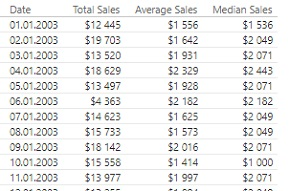 Date Total Sales Average Sales Median Sales
01.01.2003 $12 445 $1 556 $1 536
02.01.2003 $19 703 $1 642 $2 049
03.01.2003 $13 520 $1 931 $2 071
04.01.2003 $18 629 $2 329 $2 443
05.01.2003 $13 497 $1 928 $2 071
06.01.2003 $4 363 $2 182 $2 182
07.01.2003 $14 623 $1 625 $2 049
08.01.2003 $15 733 $1 573 $2 049
09.01.2003 $18 142 $2 016 $2 071
10.01.2003 $15 558 $1 414 $1 000
11.01.2003 $13 977 $1 997 $2 071